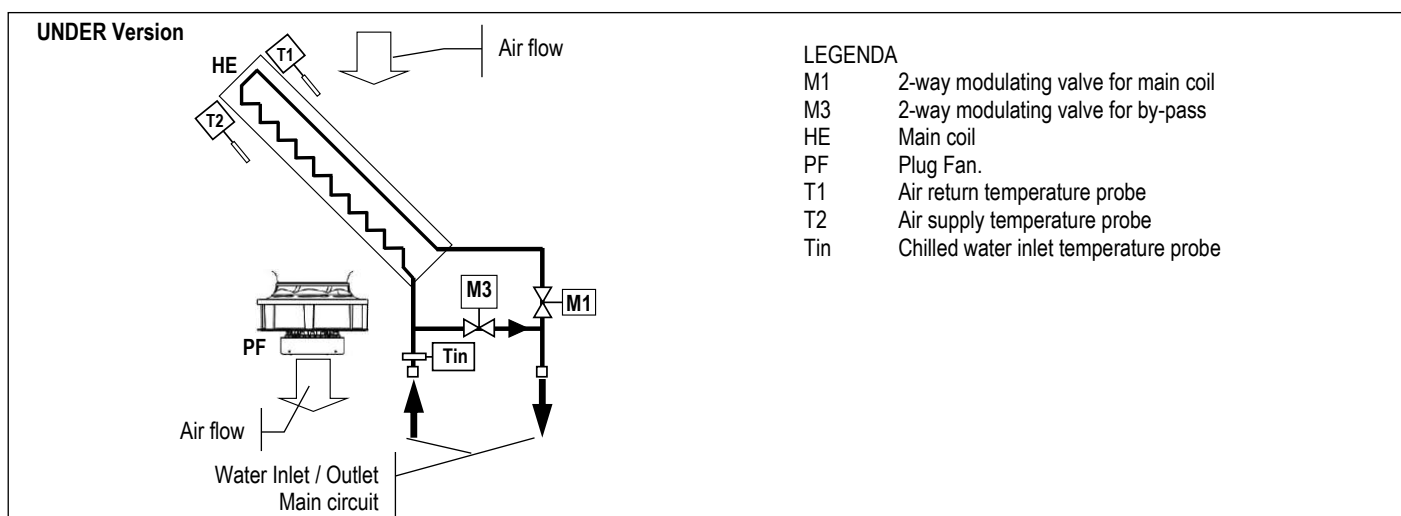 UNDER Version
Air flow
T1
HE
T2
M3
M1
PF
Tin
Air flow
Water Inlet / Outlet
Main circuit
LEGENDA
M1 2-way modulating valve for main coil
M3 2-way modulating valve for by-pass
HE Main coil
PF Plug Fan.
T1 Air return temperature probe
T2 Air supply temperature probe
Tin Chilled water inlet temperature probe